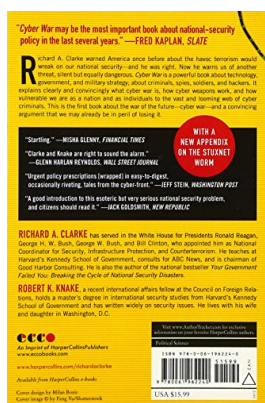 "Cyber War may be the most important book about national-security
policy in the last several years." —FRED KAPLAN, SLATE
Richard A. Clarke warned America once before about the havoc terrorism would
wreak on our national security—and he was right. Now he warns us of another
threat, silent but equally dangerous. Cyber War is a powerful book about technology,
government, and military strategy; about criminals, spies, soldiers, and hackers. It
explains clearly and convincingly what cyber war is, how cyber weapons work, and how
vulnerable we are as a nation and as individuals to the vast and looming web of cyber
criminals. This is the first book about the war of the future—cyber war—and a convincing
argument that we may already be in peril of losing it.
"Startling." —MISHA GLENNY, FINANCIAL TIMES
"Clarke and Knake are right to sound the alarm."
—GLENN HARLAN REYNOLDS, WALL STREET JOURNAL
"Urgent policy prescriptions [wrapped] in easy-to-digest,
occasionally riveting, tales from the cyber-front." —JEFF STEIN, WASHINGTON POST
"A good introduction to this esoteric but very serious national security
problem, and citizens should read it." —JACK GOLDSMITH, NEW REPUBLIC
WITH A
NEW APPENDIX
ON THE STUXNET
WORM
RICHARD A. CLARKE has served in the White House for Presidents Ronald Reagan,
George H. W. Bush, George W. Bush, and Bill Clinton, who appointed him as National
Coordinator for Security, Infrastructure Protection, and Counterterrorism. He teaches at
Harvard's Kennedy School of Government, consults for ABC News, and is chairman of
Good Harbor Consulting. He is also the author of the national bestseller Your Government
Failed You: Breaking the Cycle of National Security Disasters.
ROBERT K. KNAKE, a recent international affairs fellow at the Council on Foreign Rela-
tions, holds a master's degree in international security studies from Harvard's Kennedy
School of Government and has written widely on security issues. He lives with his wife
and daughter in Washington, D.C.
ecco
An Imprint of HarperCollinsPublishers
www.eccobooks.com
www.harpercollins.com/richardaclarke
Available from HarperCollins e-books
Cover design by Milan Bozic
Cover image © by Feng Yu/Shutterstock
Visit www.AuthorTracker.com for exclusive
information on your favorite HarperCollins authors.
Political Science
ISBN 978-0-06-196224-0
51599
9 780061 962240
USA $15.99